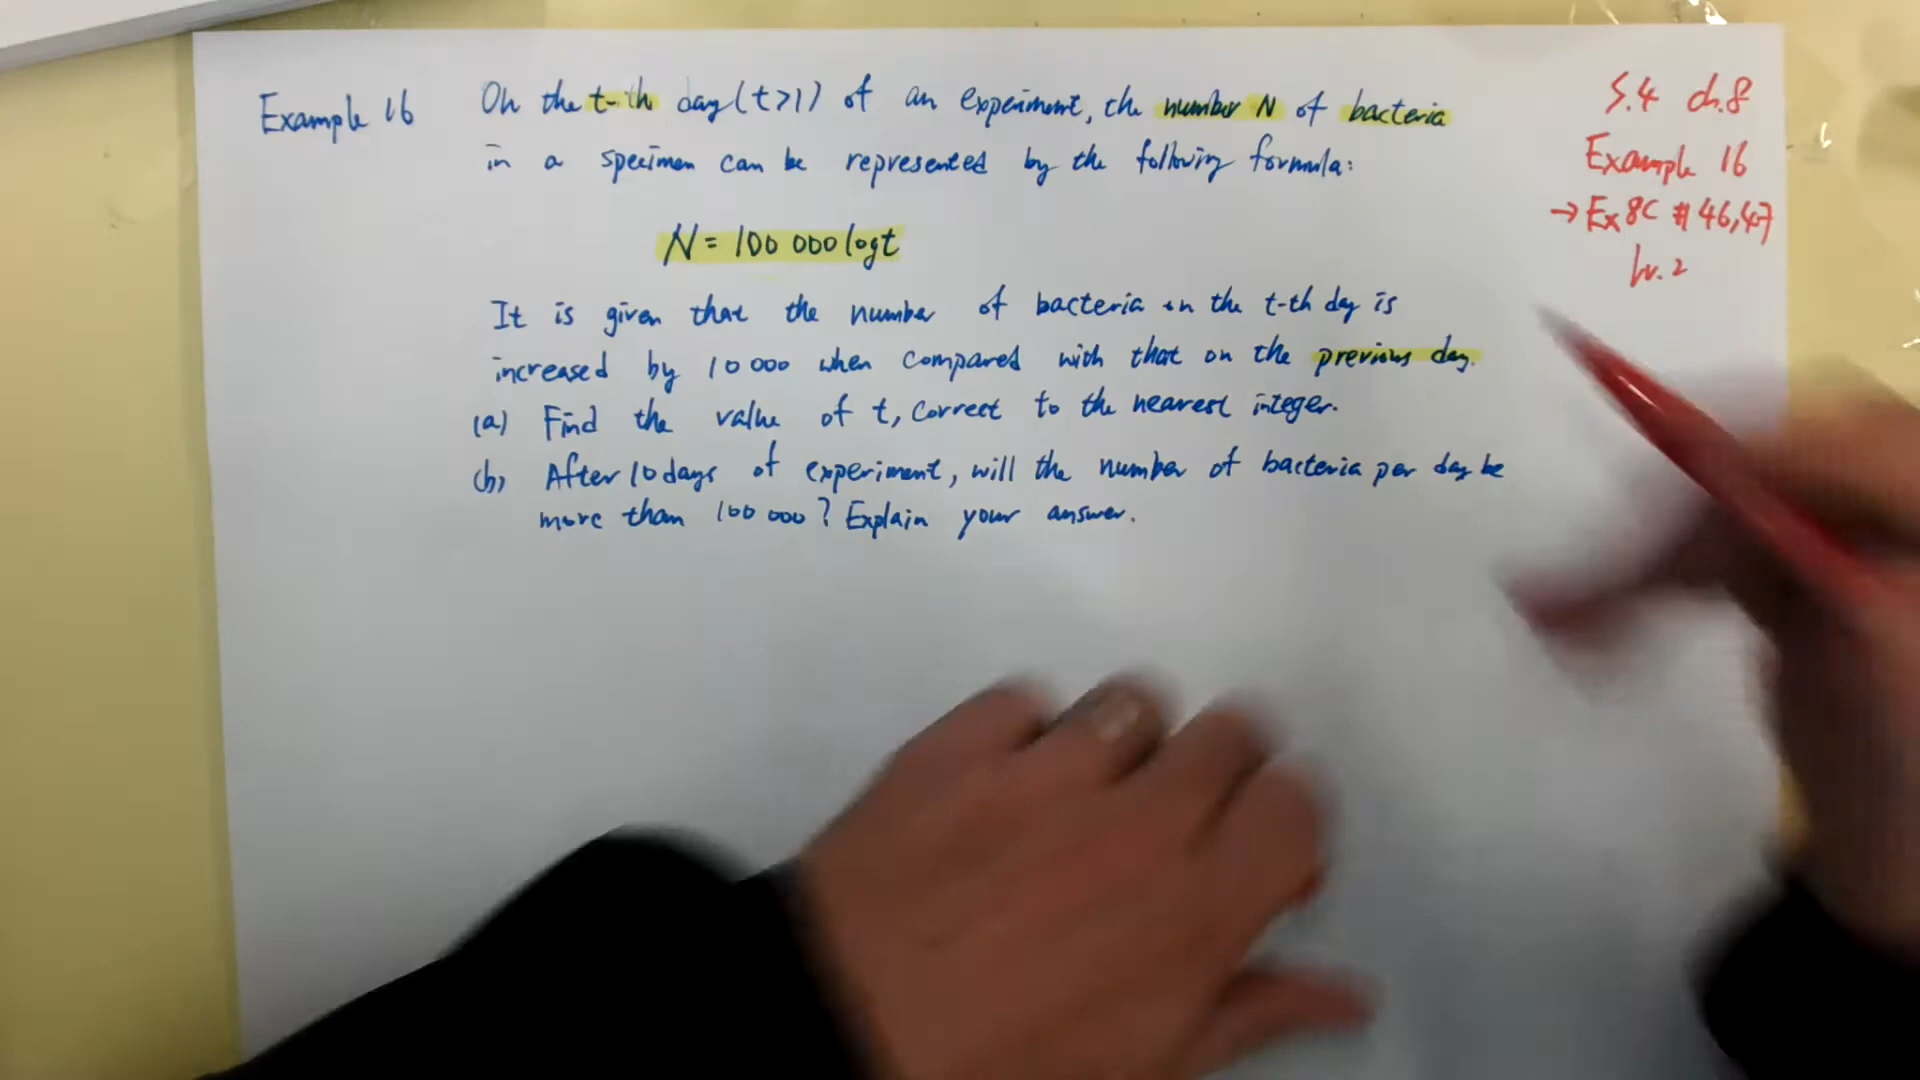 Example 16 On the t-th day (t>1) of an experiment, the number N of bacteria
in a specimen can be represented by the following formula:
N = 100 000 log t
It is given that the number of bacteria on the t-th day is
increased by 10 000 when compared with that on the previous day.
(a) Find the value of t, correct to the nearest integer.
(b) After 10 days of experiment, will the number of bacteria per day be
more than 100 000? Explain your answer.
S.4 ch.8
Example 16
→ Ex 8C # 46,47
Lv. 2